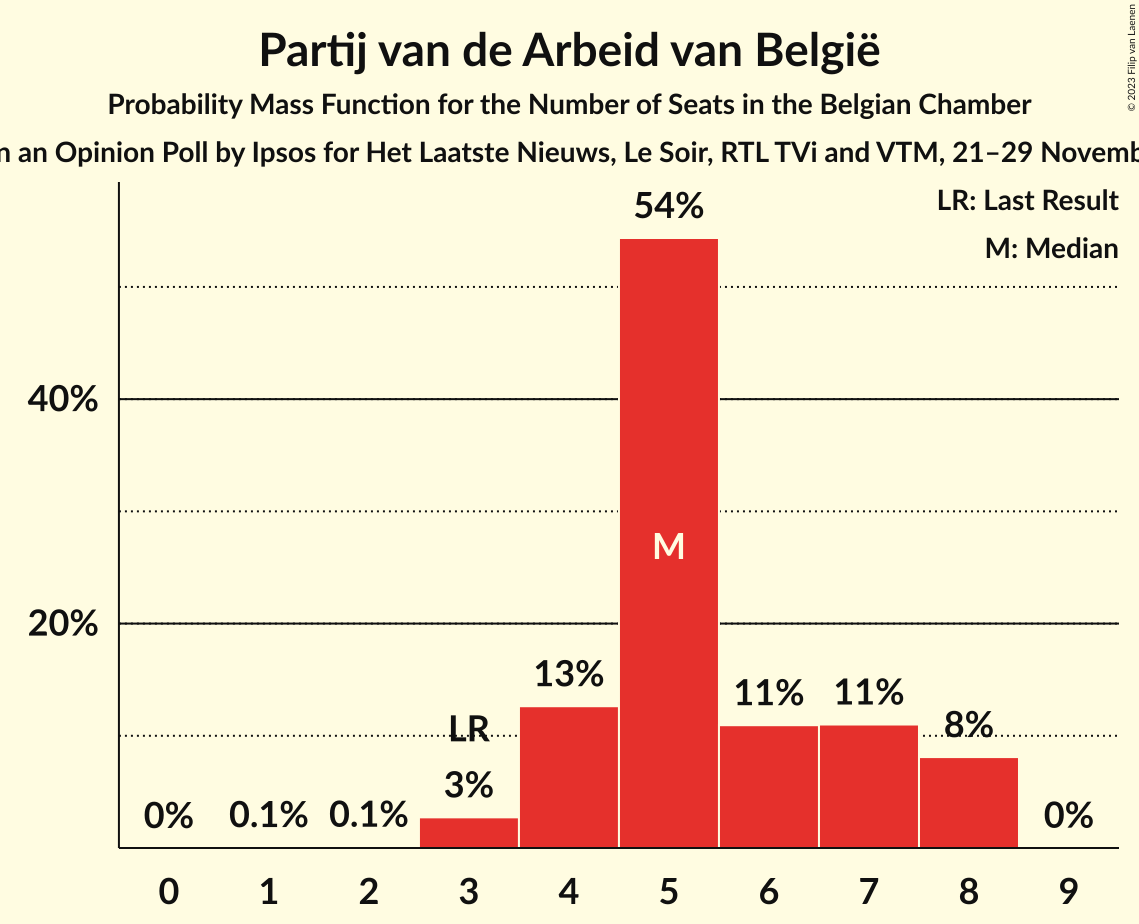 Partij van de Arbeid van België
Probability Mass Function for the Number of Seats in the Belgian Chamber
an Opinion Poll by Ipsos for Het Laatste Nieuws, Le Soir, RTL TVi and VTM, 21–29
© 2023 Filip van Laenen
LR: Last Result
M: Median
54%
40%
M
20%
13%
11%
11%
LR
8%
3%
0%
0.1%
0.1%
0%
0 1 2 3 4 5 6 7 8 9